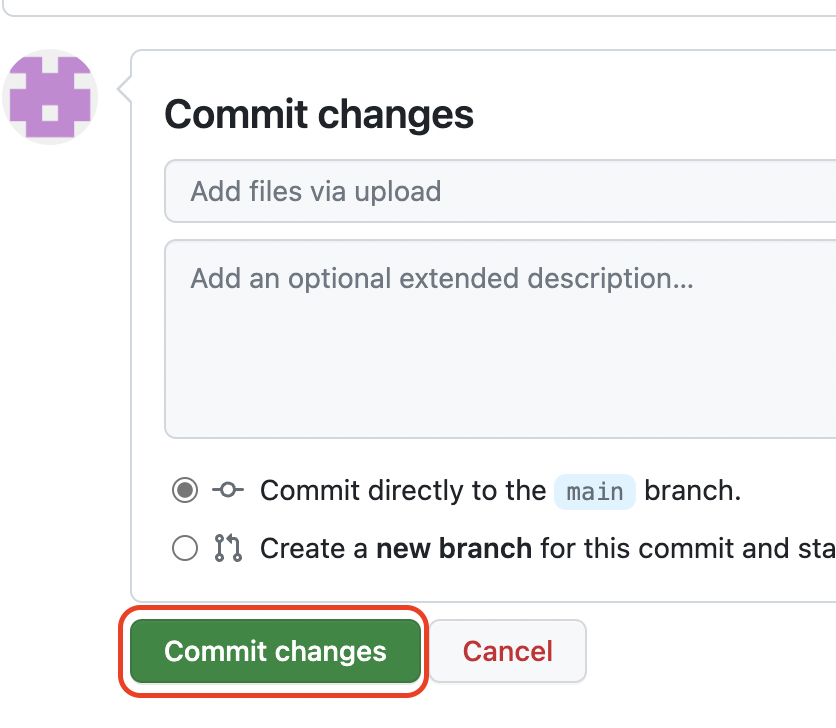 Commit changes
Add files via upload
Add an optional extended description...
Commit directly to the main branch.
Create a new branch for this commit and sta
Commit changes Cancel